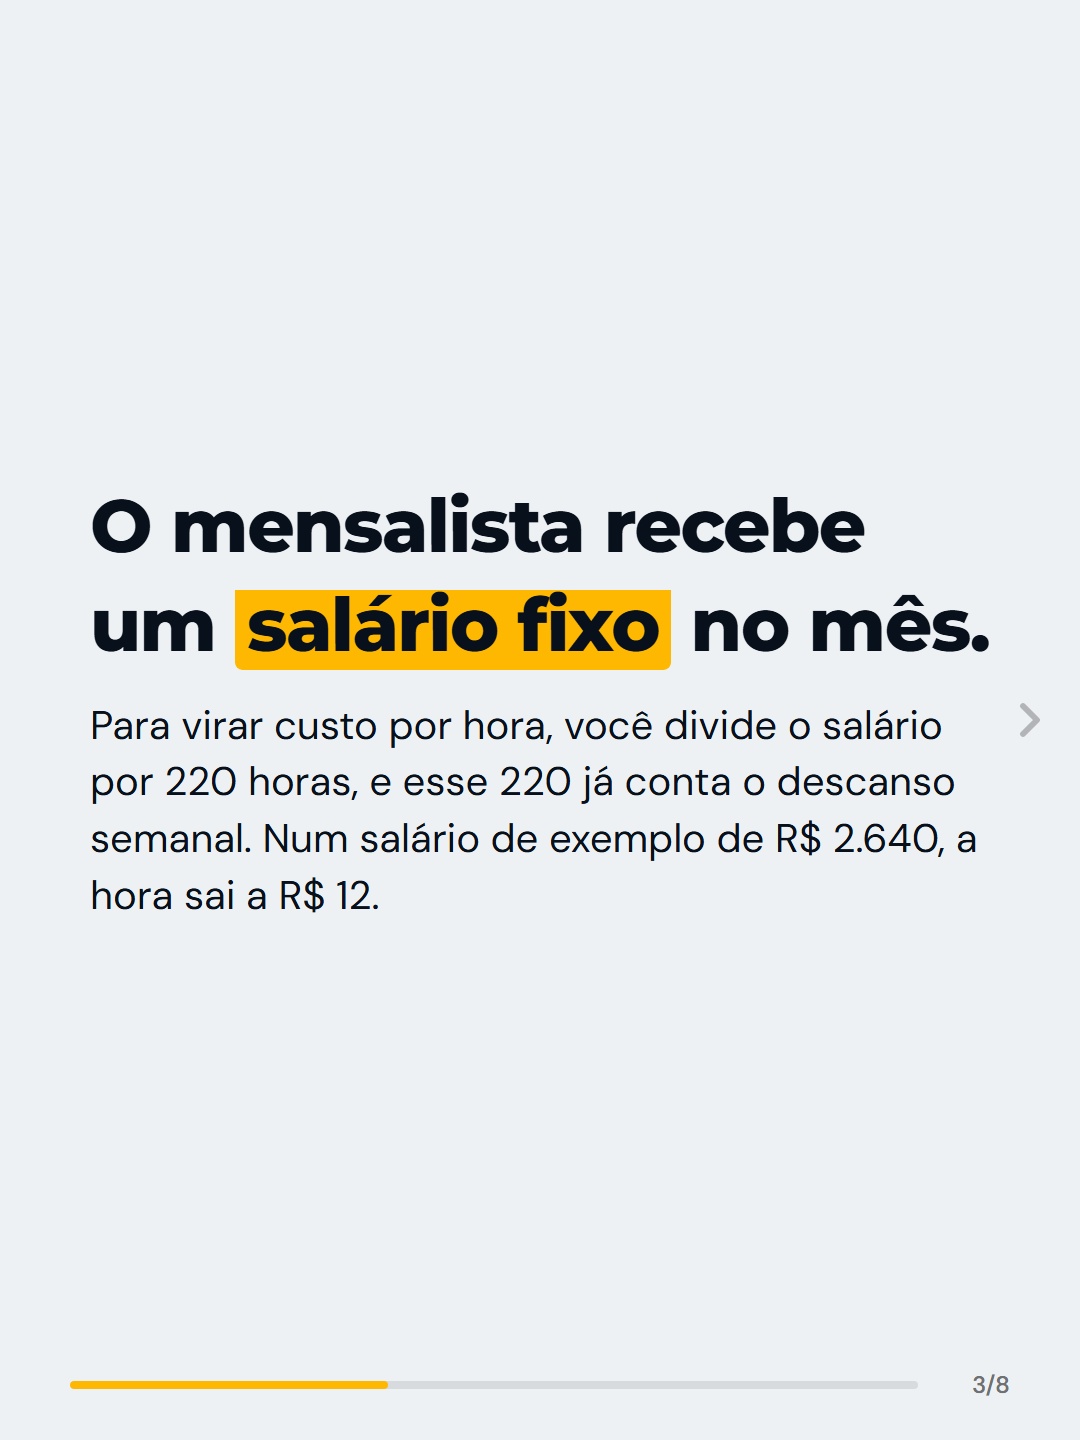 O mensalista recebe
um salário fixo no mês.
Para virar custo por hora, você divide o salário
por 220 horas, e esse 220 já conta o descanso
semanal. Num salário de exemplo de R$ 2.640, a
hora sai a R$ 12.
3/8